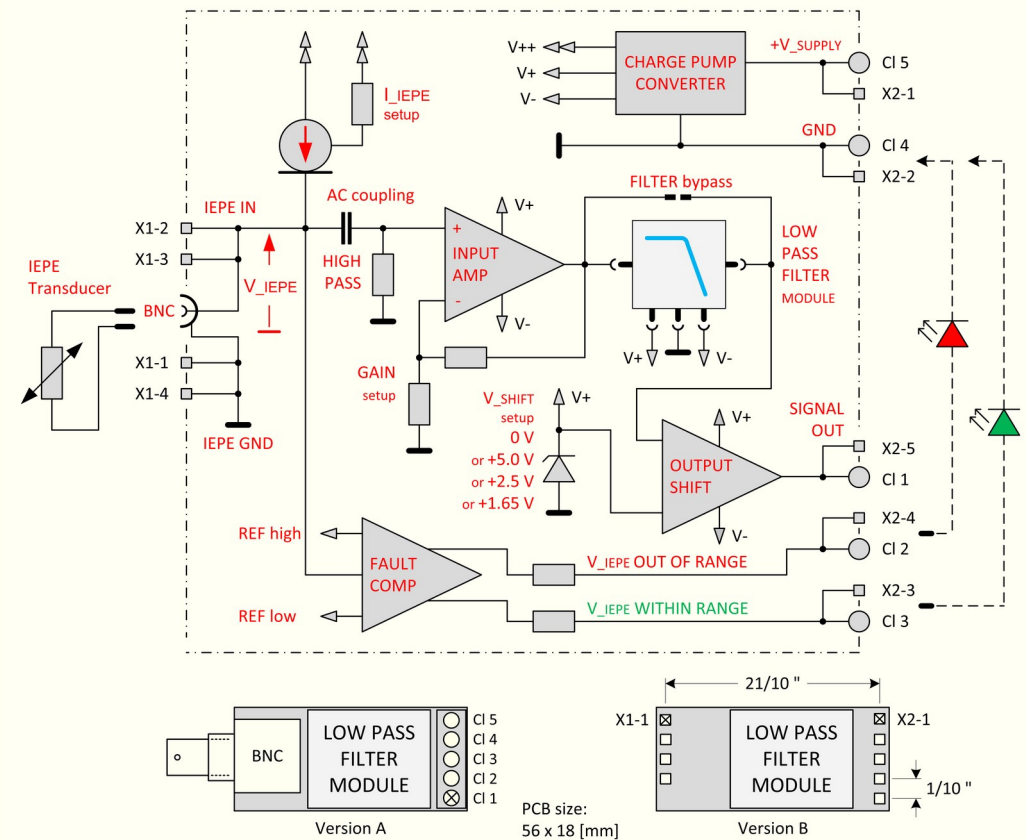 I_IEPE
setup
V++
V+
V-
CHARGE PUMP
CONVERTER
+V_SUPPLY
Cl 5
X2-1
GND
Cl 4
X2-2
IEPE IN
AC coupling
HIGH
PASS
V+
+
INPUT
AMP
-
V-
FILTER bypass
LOW
PASS
FILTER
MODULE
V+
V-
X1-2
X1-3
IEPE
Transducer
BNC
V_IEPE
X1-1
X1-4
IEPE GND
GAIN
setup
V_SHIFT
setup
0 V
or +5.0 V
or +2.5 V
or +1.65 V
V+
V+
OUTPUT
SHIFT
V-
SIGNAL
OUT
X2-5
Cl 1
X2-4
Cl 2
X2-3
Cl 3
REF high
FAULT
COMP
REF low
V_IEPE OUT OF RANGE
V_IEPE WITHIN RANGE
BNC
LOW PASS
FILTER
MODULE
Cl 5
Cl 4
Cl 3
Cl 2
Cl 1
Version A
PCB size:
56 x 18 [mm]
21/10 "
X1-1
LOW PASS
FILTER
MODULE
X2-1
1/10 "
Version B